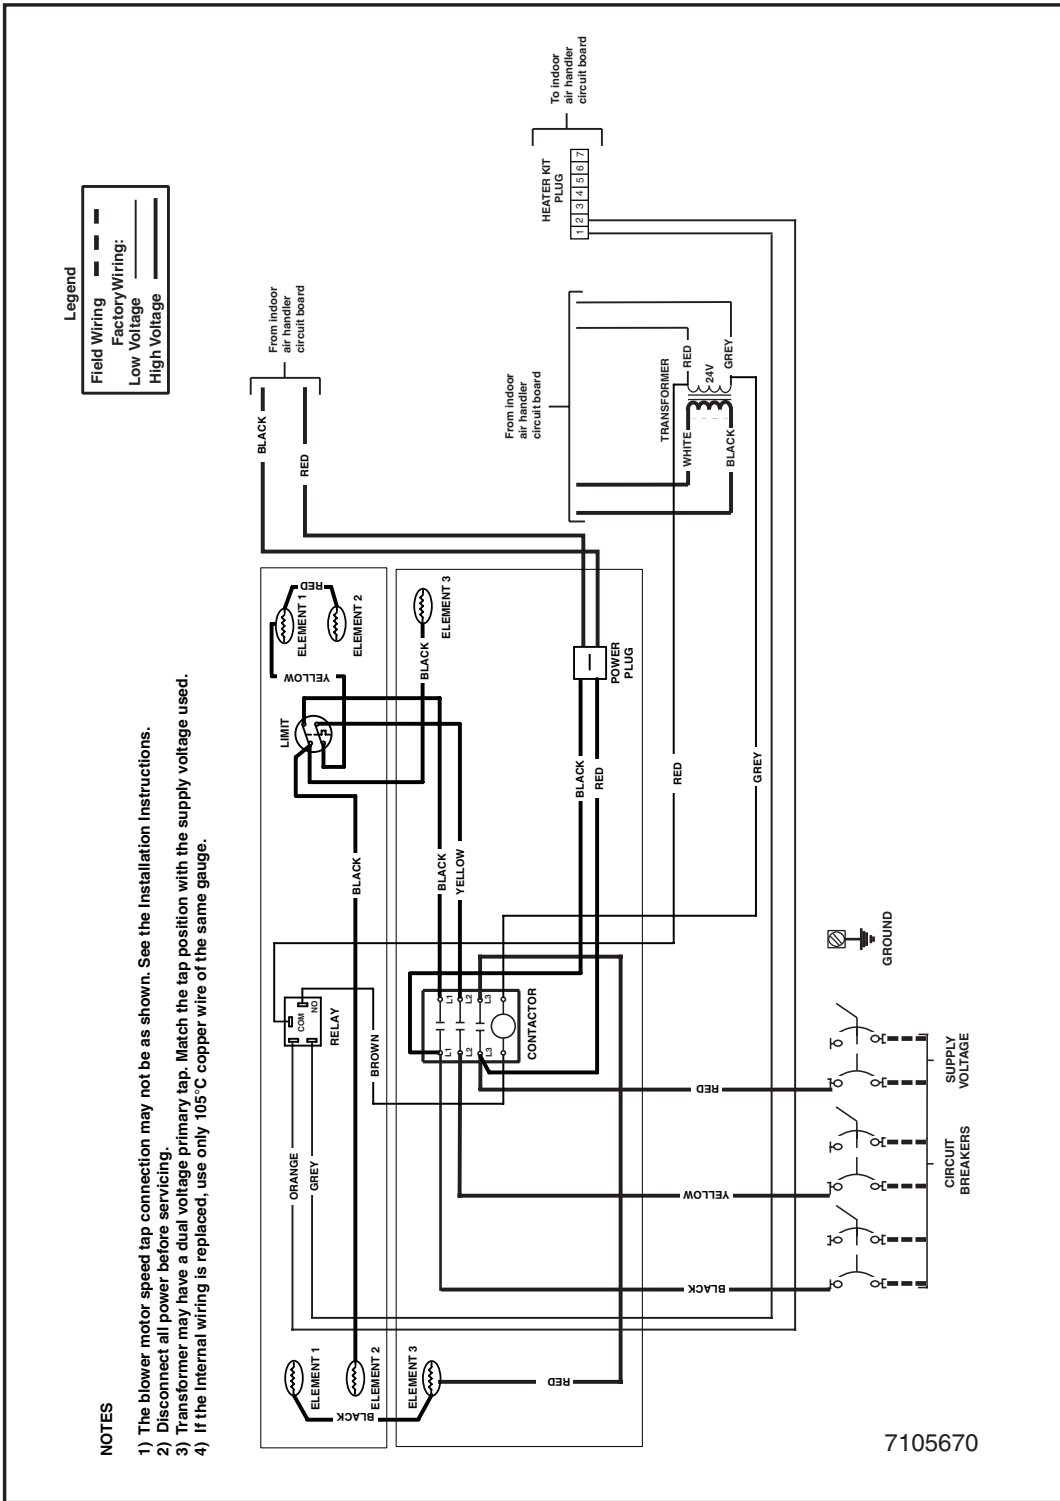 NOTES
1) The blower motor speed tap connection may not be as shown. See the Installation Instructions.
2) Disconnect all power before servicing.
3) Transformer may have a dual voltage primary tap. Match the tap position with the supply voltage used.
4) If the Internal wiring is replaced, use only 105°C copper wire of the same gauge.
Legend
Field Wiring
FactoryWiring:
Low Voltage
High Voltage
From indoor
air handler
circuit board
BLACK
RED
ELEMENT 1
BLACK
ELEMENT 2
ELEMENT 3
RED
ORANGE
GREY
RELAY
COM
NO
BROWN
BLACK
LIMIT
YELLOW
ELEMENT 1
RED
ELEMENT 2
BLACK
ELEMENT 3
BLACK
YELLOW
L1
L1
L2
L2
L3
L3
CONTACTOR
BLACK
RED
POWER
PLUG
From indoor
air handler
circuit board
TRANSFORMER
WHITE
BLACK
24V
RED
GREY
RED
GREY
HEATER KIT
PLUG
1 2 3 4 5 6 7
To indoor
air handler
circuit board
BLACK
YELLOW
RED
CIRCUIT
BREAKERS
SUPPLY
VOLTAGE
GROUND
7105670